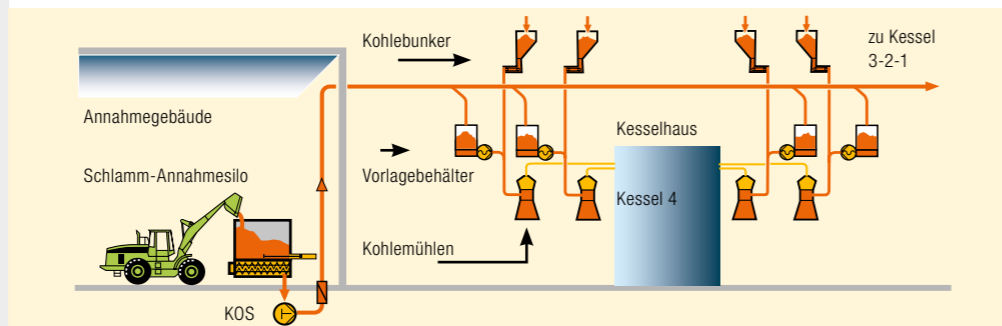 Kohlebunker
zu Kessel
3-2-1
Annahmegebäude
Kesselhaus
Schlamm-Annahmesilo
Vorlagebehälter
Kessel 4
Kohlemühlen
KOS